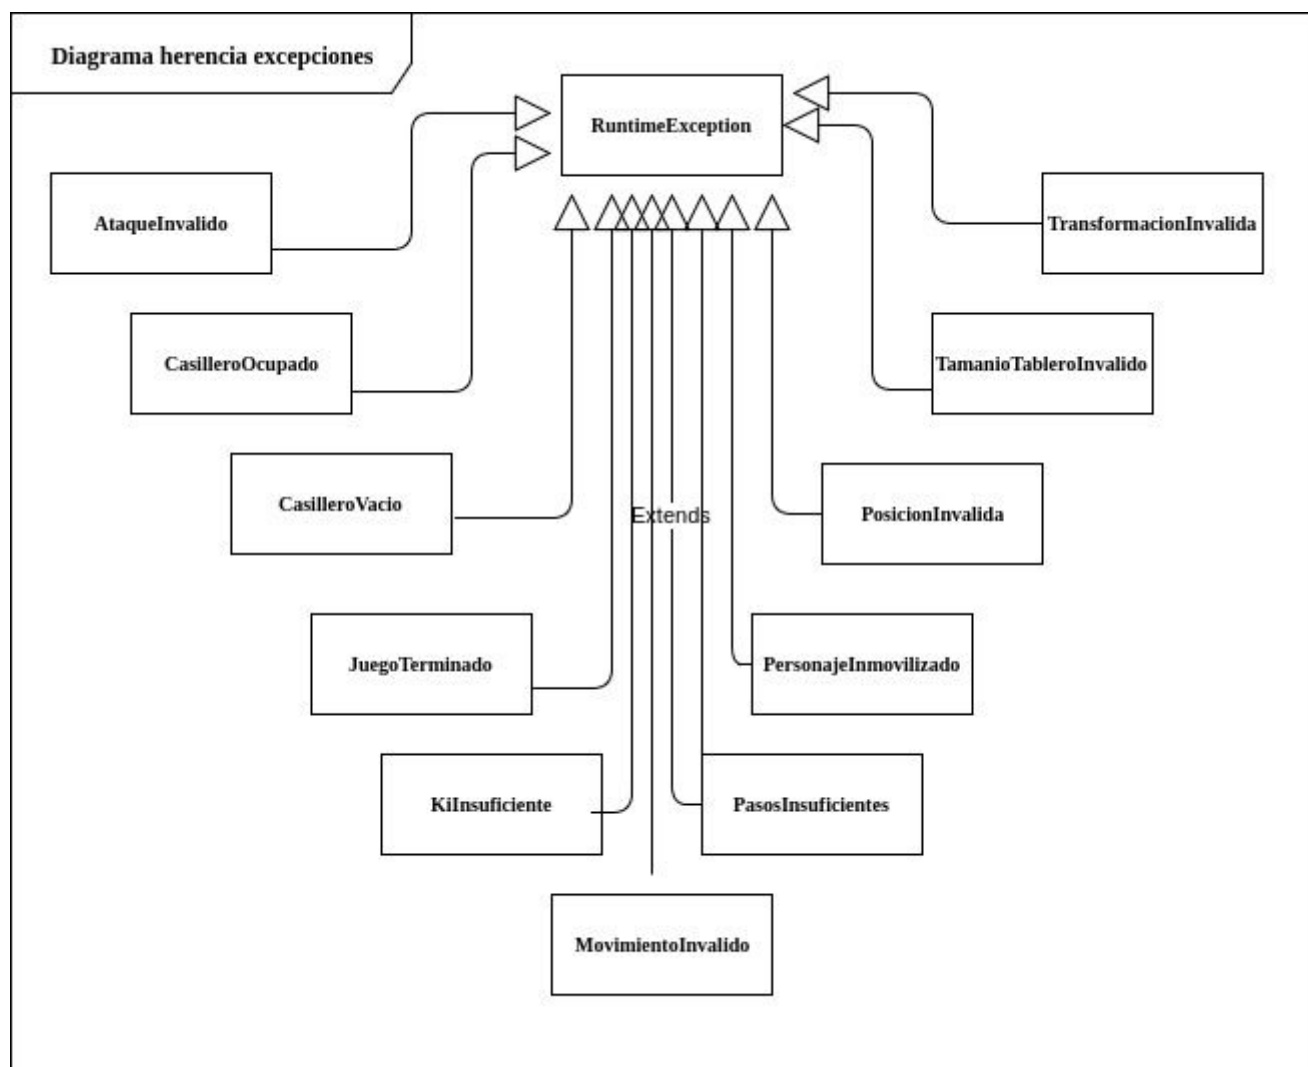 Diagrama herencia excepciones
RuntimeException
AtaqueInvalido
TransformacionInvalida
CasilleroOcupado
TamanioTableroInvalido
CasilleroVacio
Extends
PosicionInvalida
JuegoTerminado
PersonajeInmovilizado
KiInsuficiente
PasosInsuficientes
MovimientoInvalido